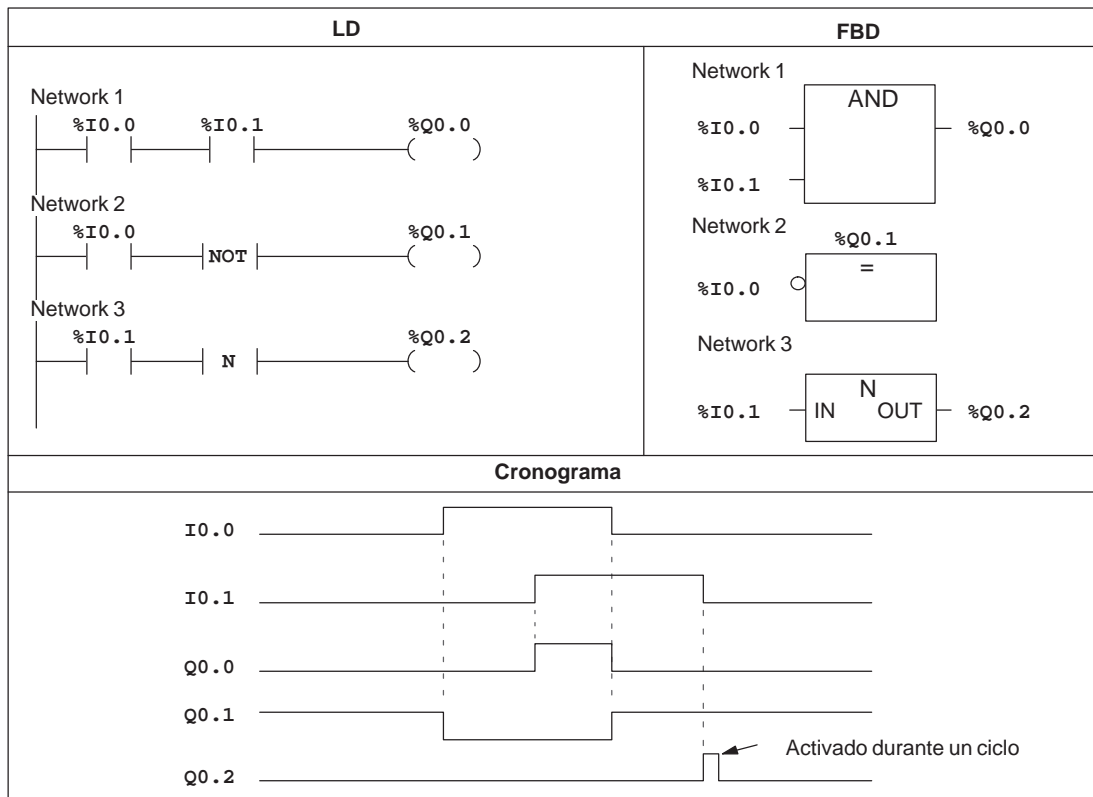 LD
Network 1
%I0.0 %I0.1 %Q0.0
Network 2
%I0.0 NOT %Q0.1
Network 3
%I0.1 N %Q0.2
FBD
Network 1
AND
%I0.0 %Q0.0
%I0.1
Network 2
%Q0.1
=
%I0.0
Network 3
N
%I0.1 IN OUT %Q0.2
Cronograma
I0.0
I0.1
Q0.0
Q0.1
Activado durante un ciclo
Q0.2